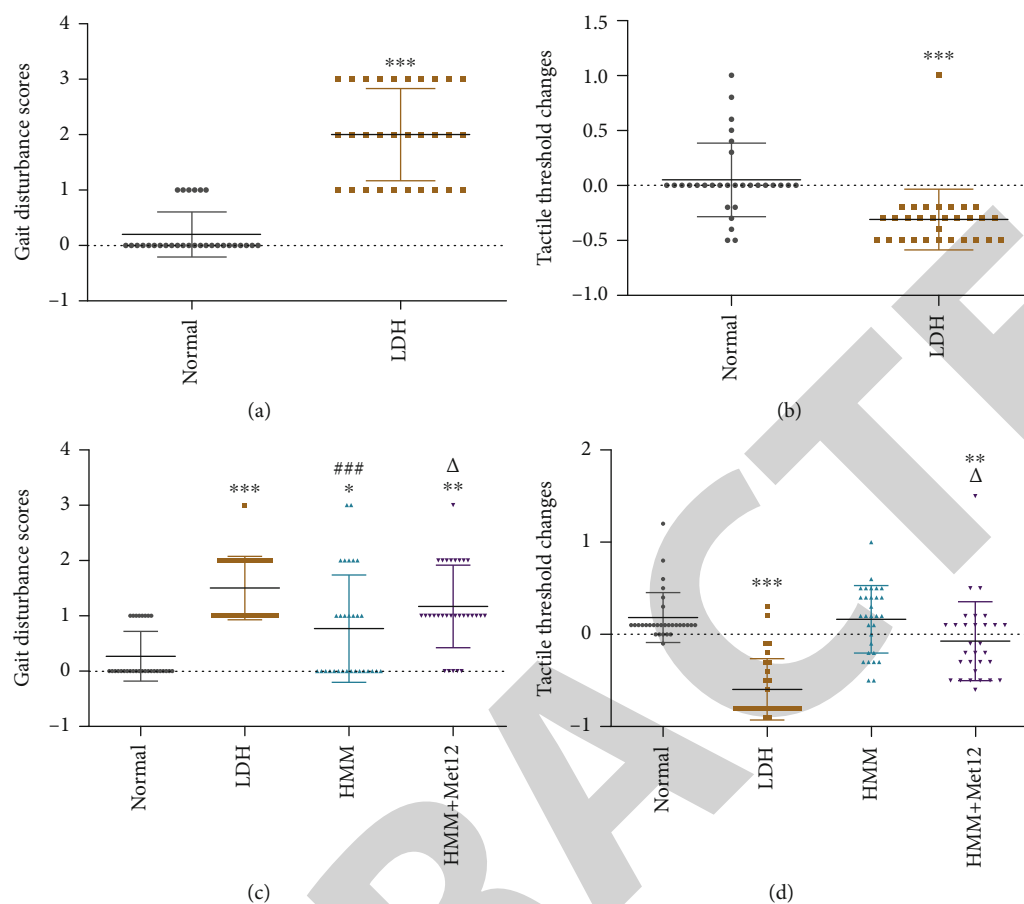 4
3
2
1
0
–1
Gait disturbance scores
***
Normal
LDH
(a)
1.5
1.0
0.5
0.0
–0.5
–1.0
Tactile threshold changes
***
Normal
LDH
(b)
4
3
2
1
0
–1
Gait disturbance scores
***
###
*
Δ
**
Normal
LDH
HMM
HMM+Met12
(c)
2
1
0
–1
Tactile threshold changes
***
**
Δ
Normal
LDH
HMM
HMM+Met12
(d)